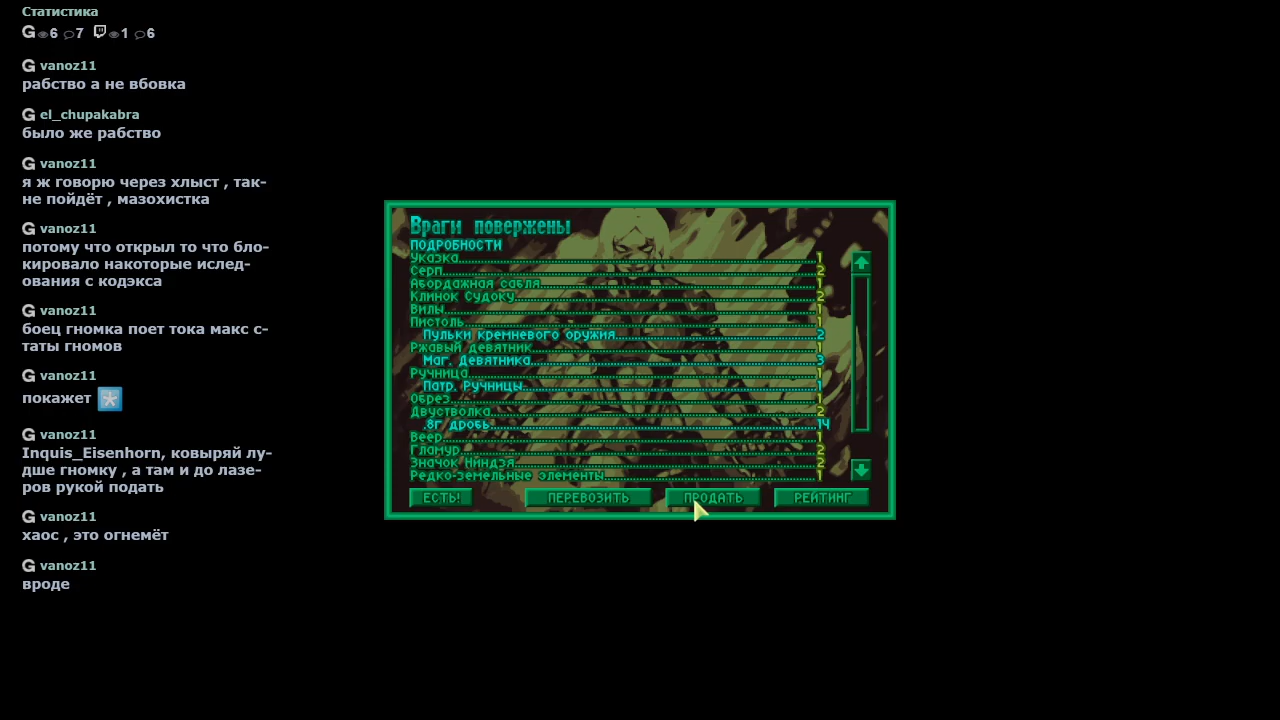 Статистика
G 6 7 1 6
G vanoz11
рабство а не вбовка
G el_chupakabra
было же рабство
G vanoz11
я ж говорю через хлыст , так-
не пойдёт , мазохистка
G vanoz11
потому что открыл то что бло-
кировало накоторые ислед-
ования с кодэкса
G vanoz11
боец гномка поет тока макс с-
таты гномов
G vanoz11
покажет
G vanoz11
Inquis_Eisenhorn, ковыряй лу-
дше гномку , а там и до лазе-
ров рукой подать
G vanoz11
хаос , это огнемёт
G vanoz11
вроде
Враги повержены
ПОДРОБНОСТИ
Указка 1
Серп 2
Абордажная сабля 1
Клинок Судоку 2
Вилы 1
Пистоль 1
Пульки кремневого оружия 2
Ржавый девятник 1
Маг. Девятника 3
Ручница 1
Патр. Ручницы 1
Обрез 1
Двустволка 2
.8г дробь 14
Веер 1
Гламур 2
Значок Ниндзя 2
Редко-земельные элементы 1
ЕСТЬ! ПЕРЕВОЗИТЬ ПРОДАТЬ РЕЙТИНГ